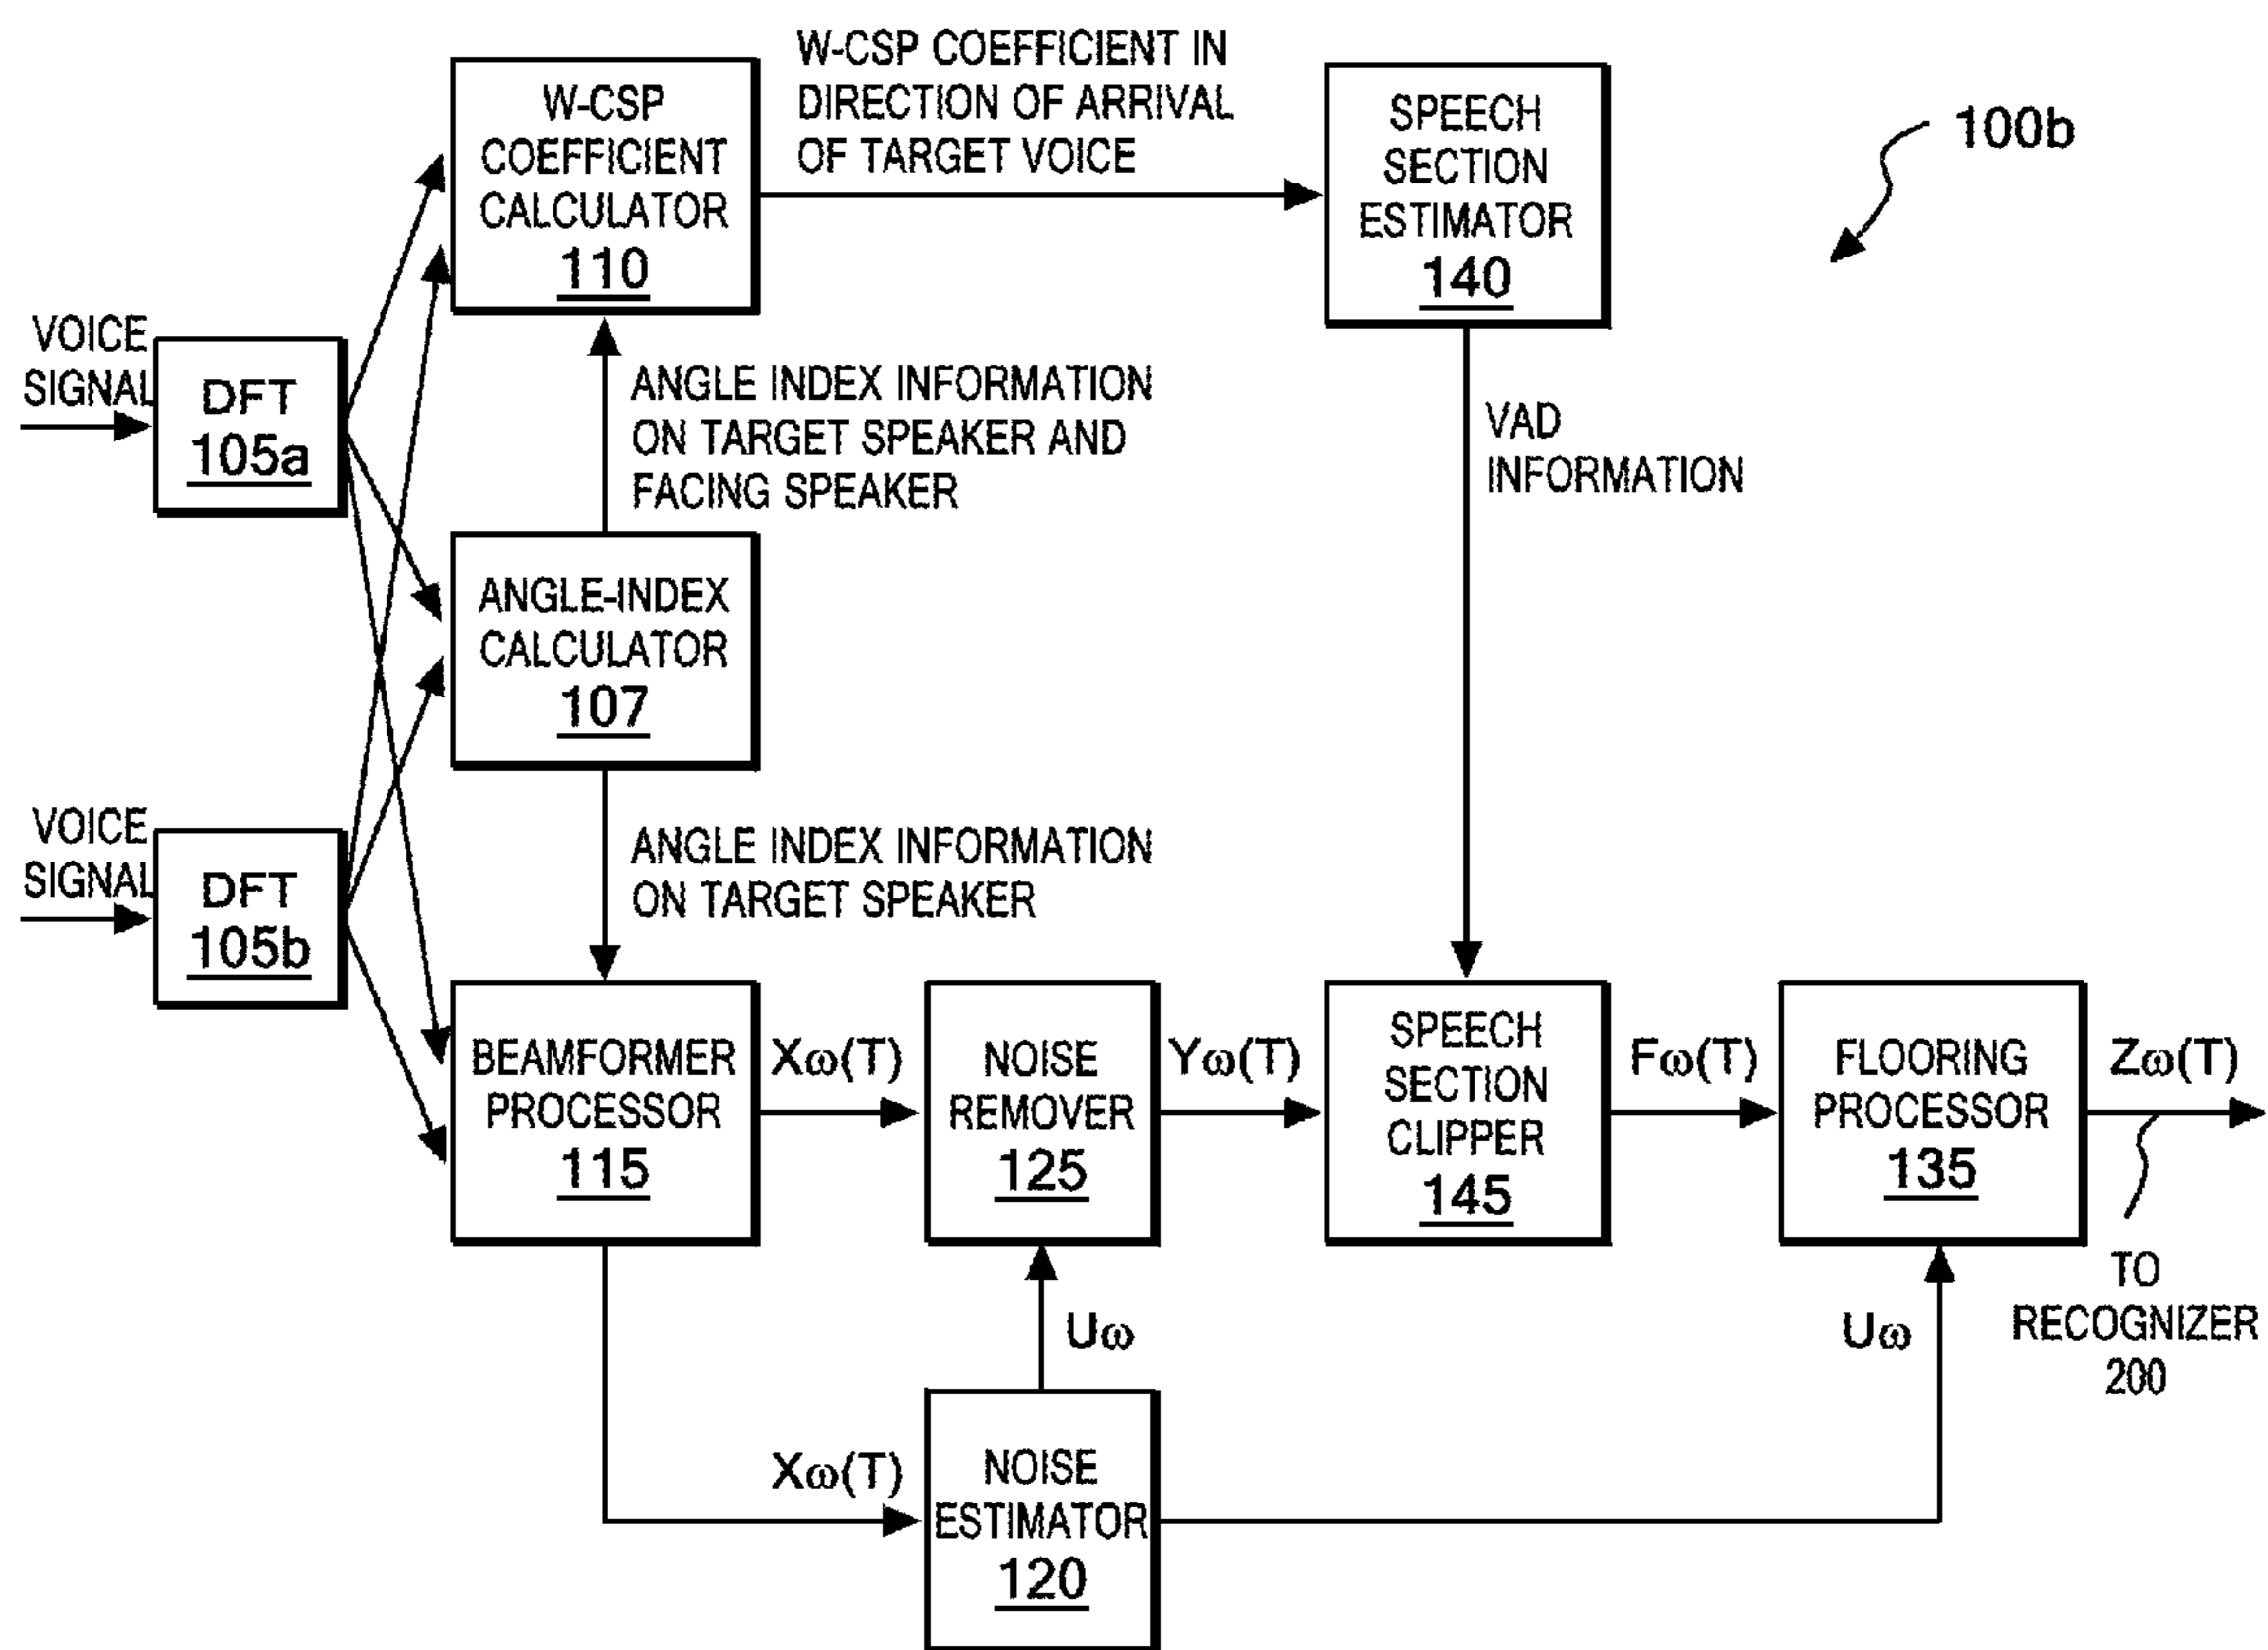 W-CSP
COEFFICIENT
CALCULATOR
110
W-CSP COEFFICIENT IN
DIRECTION OF ARRIVAL
OF TARGET VOICE
SPEECH
SECTION
ESTIMATOR
140
100b
VOICE
SIGNAL
DFT
105a
ANGLE INDEX INFORMATION
ON TARGET SPEAKER AND
FACING SPEAKER
VAD
INFORMATION
ANGLE-INDEX
CALCULATOR
107
VOICE
SIGNAL
DFT
105b
ANGLE INDEX INFORMATION
ON TARGET SPEAKER
BEAMFORMER
PROCESSOR
115
Xω(T)
NOISE
REMOVER
125
Yω(T)
SPEECH
SECTION
CLIPPER
145
Fω(T)
FLOORING
PROCESSOR
135
Zω(T)
TO
RECOGNIZER
200
Uω
Uω
Xω(T)
NOISE
ESTIMATOR
120